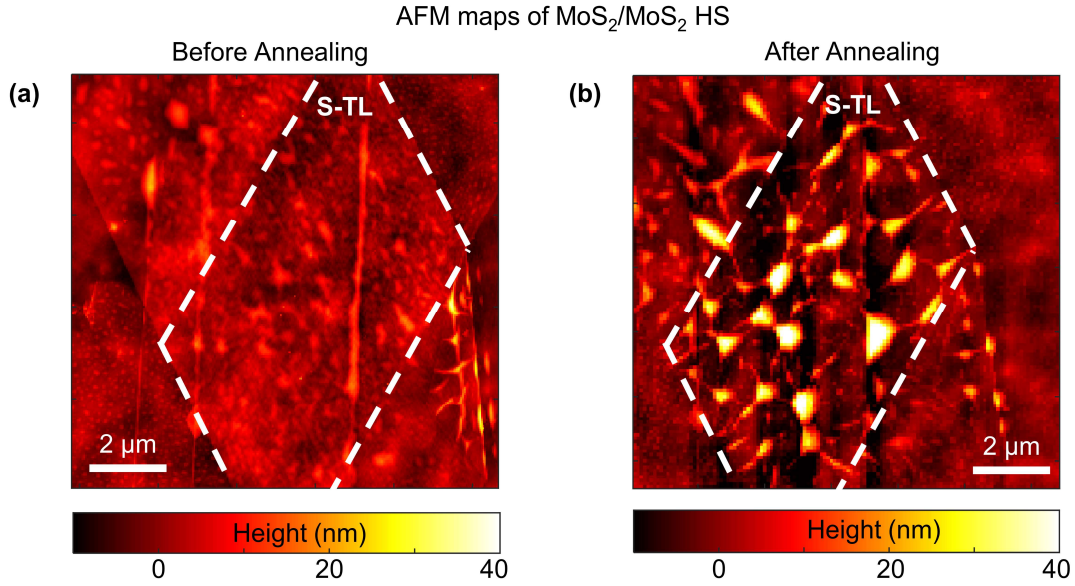 AFM maps of MoS₂/MoS₂ HS
Before Annealing
After Annealing
(a)
S-TL
2 µm
Height (nm)
0 20 40
(b)
S-TL
2 µm
Height (nm)
0 20 40